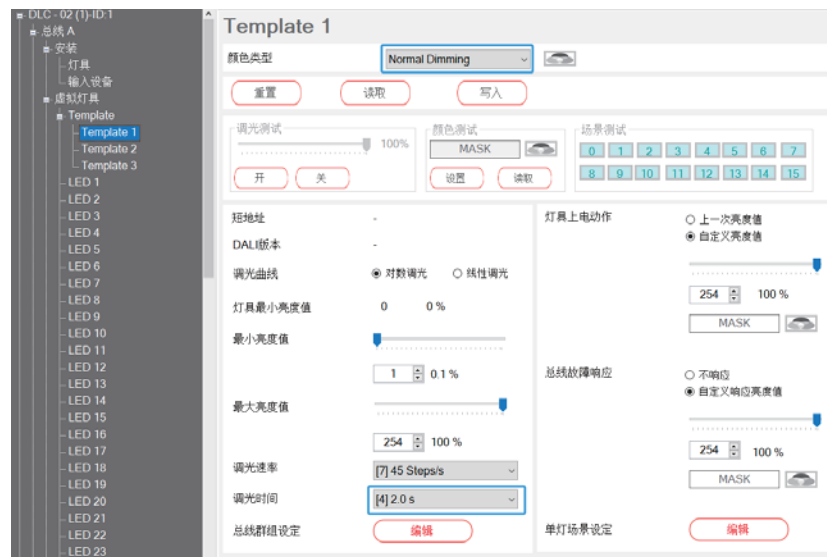 DLC - 02 (1)-ID:1
总线 A
安装
灯具
输入设备
虚拟灯具
Template
Template 1
Template 2
Template 3
LED 1
LED 2
LED 3
LED 4
LED 5
LED 6
LED 7
LED 8
LED 9
LED 10
LED 11
LED 12
LED 13
LED 14
LED 15
LED 16
LED 17
LED 18
LED 19
LED 20
LED 21
LED 22
LED 23
Template 1
颜色类型 Normal Dimming
重置 读取 写入
调光测试
100%
开 关
颜色测试
MASK
设置 读取
场景测试
0 1 2 3 4 5 6 7
8 9 10 11 12 13 14 15
短地址 -
DALI版本 -
调光曲线 对数调光 线性调光
灯具最小亮度值 0 0 %
最小亮度值
1 0.1 %
最大亮度值
254 100 %
调光速率 [7] 45 Steps/s
调光时间 [4] 2.0 s
总线群组设定 编辑
灯具上电动作 上一次亮度值
自定义亮度值
254 100 %
MASK
总线故障响应 不响应
自定义响应亮度值
254 100 %
MASK
单灯场景设定 编辑